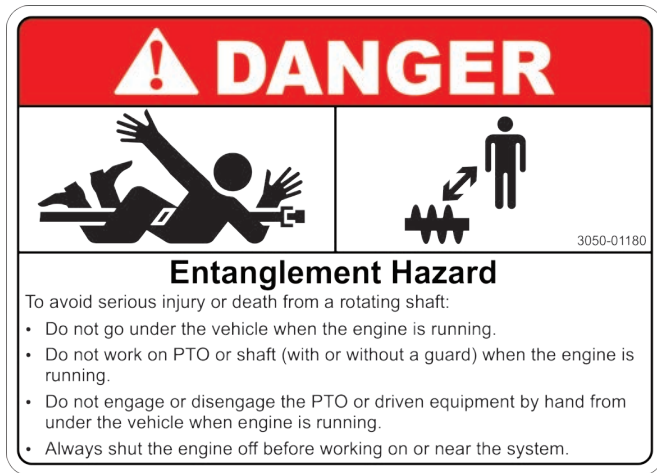 DANGER
3050-01180
Entanglement Hazard
To avoid serious injury or death from a rotating shaft:
• Do not go under the vehicle when the engine is running.
• Do not work on PTO or shaft (with or without a guard) when the engine is
running.
• Do not engage or disengage the PTO or driven equipment by hand from
under the vehicle when engine is running.
• Always shut the engine off before working on or near the system.